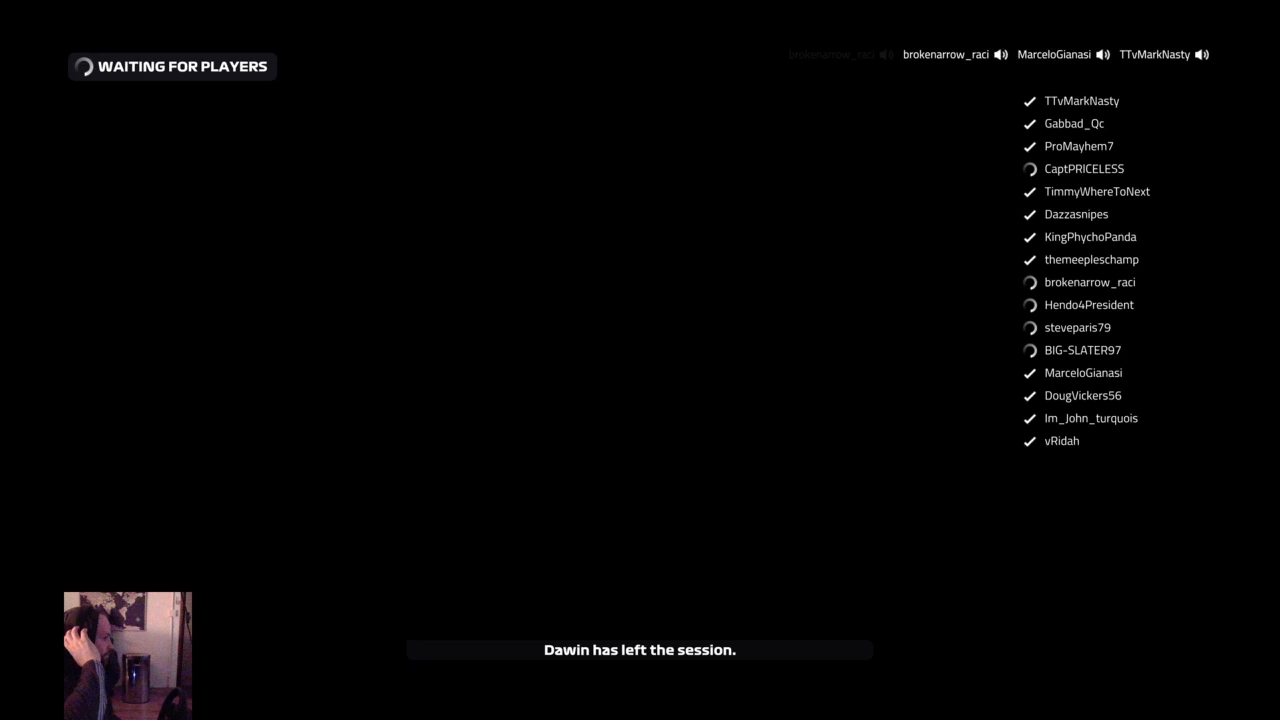 WAITING FOR PLAYERS
brokenarrow_raci brokenarrow_raci MarceloGianasi TTvMarkNasty
TTvMarkNasty
Gabbad_Qc
ProMayhem7
CaptPRICELESS
TimmyWhereToNext
Dazzasnipes
KingPhychoPanda
themeepleschamp
brokenarrow_raci
Hendo4President
steveparis79
BIG-SLATER97
MarceloGianasi
DougVickers56
Im_John_turquois
vRidah
Dawin has left the session.